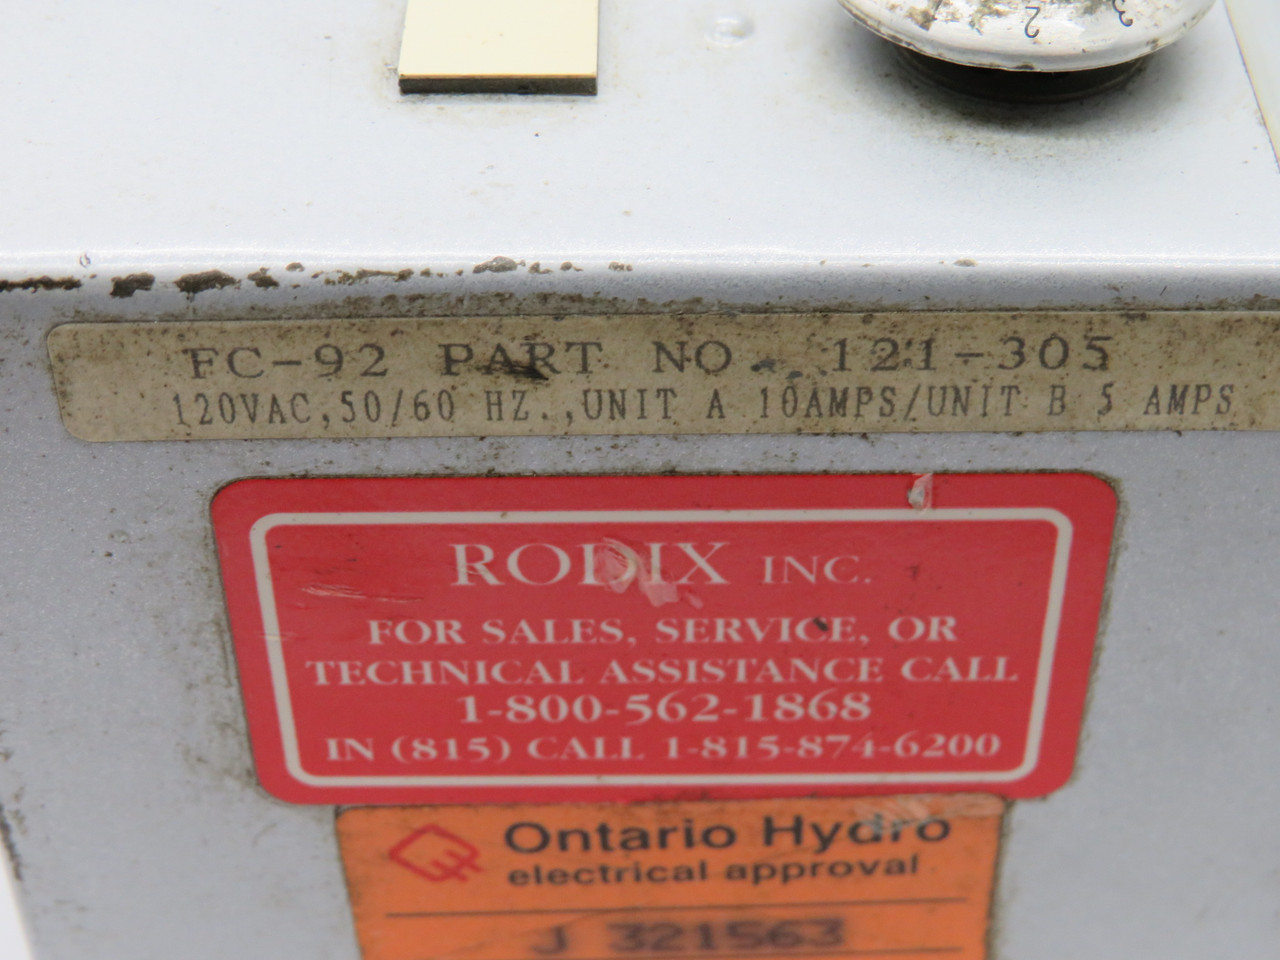 2 3
FC-92 PART NO. 121-305
120VAC,50/60 HZ.,UNIT A 10AMPS/UNIT B 5 AMPS
RODIX INC.
FOR SALES, SERVICE, OR
TECHNICAL ASSISTANCE CALL
1-800-562-1868
IN (815) CALL 1-815-874-6200
Ontario Hydro
electrical approval
J 321563